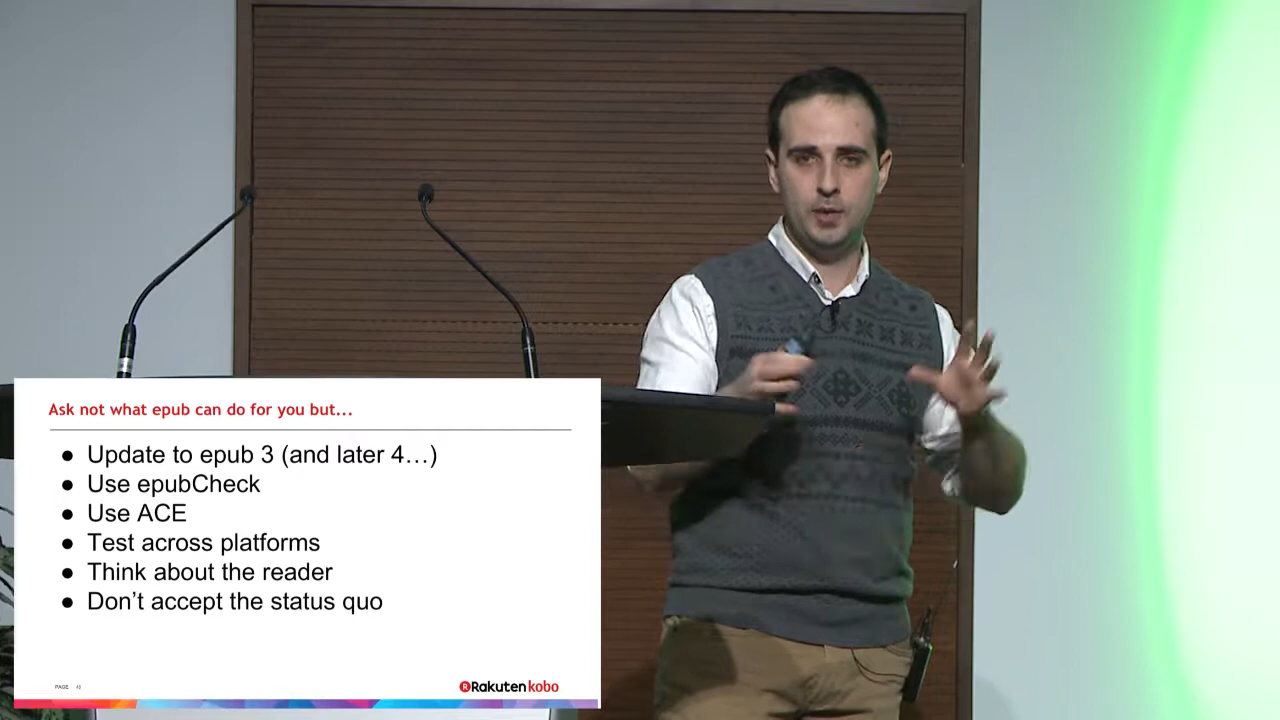 Ask not what epub can do for you but...
● Update to epub 3 (and later 4…)
● Use epubCheck
● Use ACE
● Test across platforms
● Think about the reader
● Don’t accept the status quo
PAGE
Rakuten kobo